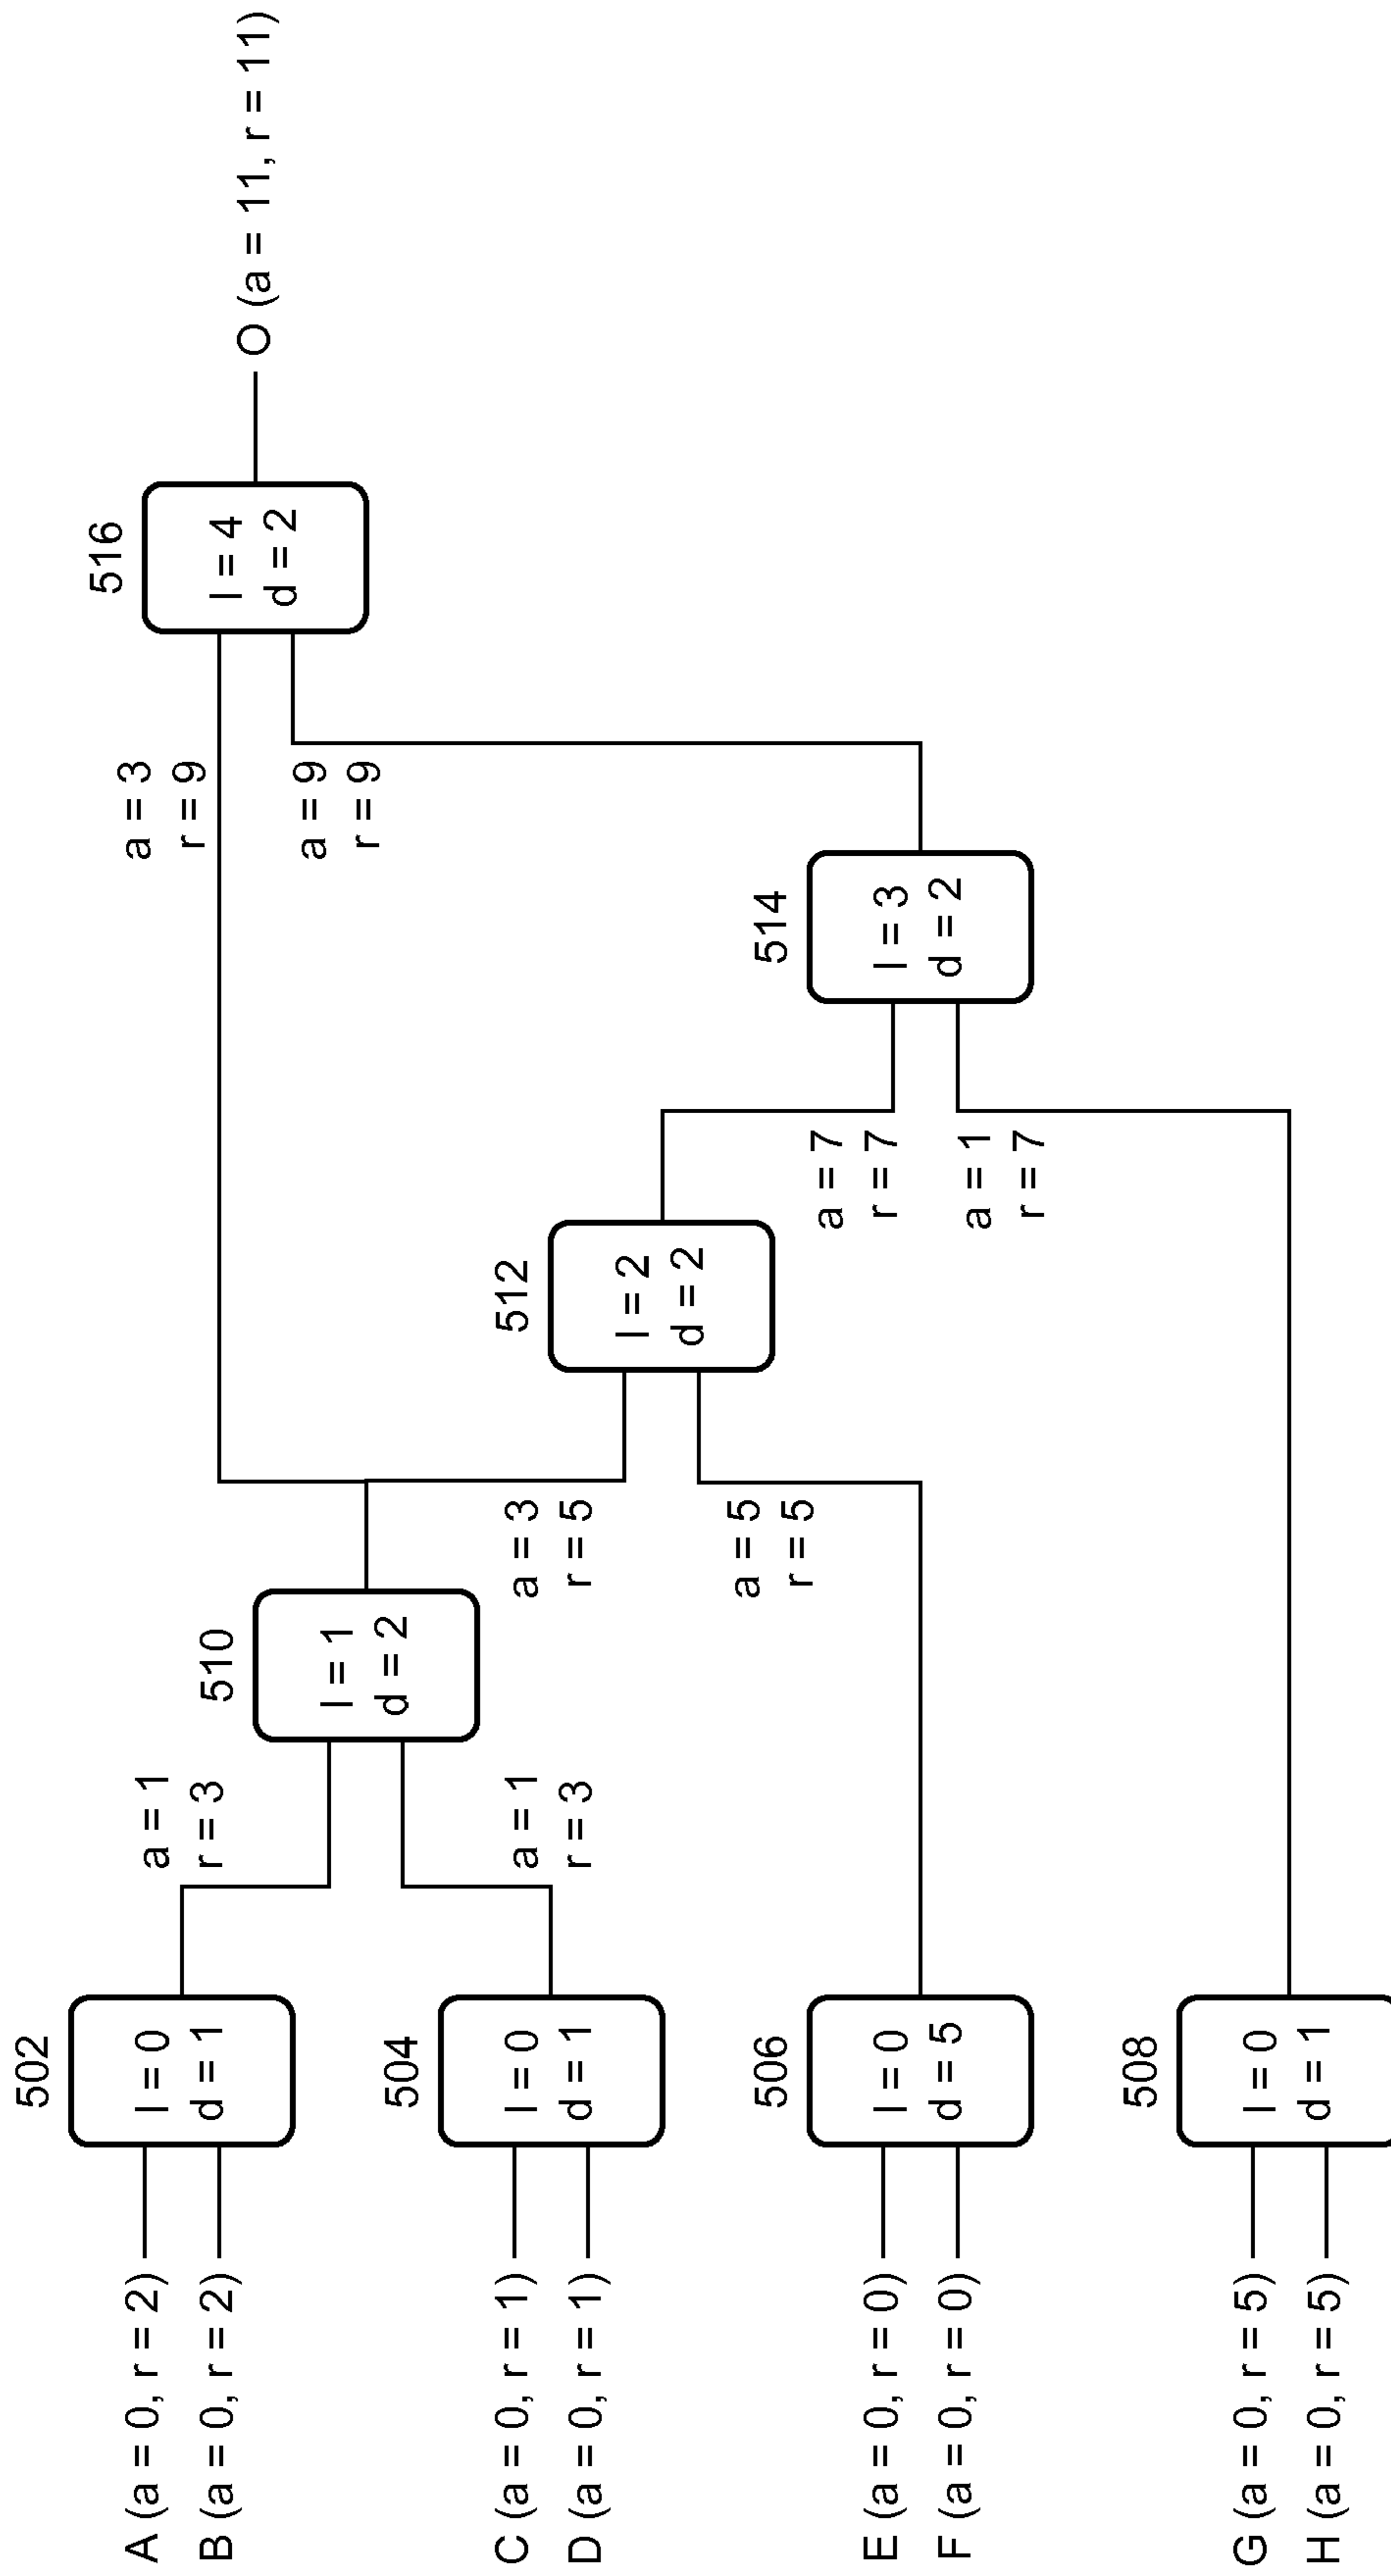 502
A (a = 0, r = 2)
B (a = 0, r = 2)
l = 0
d = 1
a = 1
r = 3
504
C (a = 0, r = 1)
D (a = 0, r = 1)
l = 0
d = 1
a = 1
r = 3
506
E (a = 0, r = 0)
F (a = 0, r = 0)
l = 0
d = 5
508
G (a = 0, r = 5)
H (a = 0, r = 5)
l = 0
d = 1
510
l = 1
d = 2
a = 3
r = 5
a = 5
r = 5
512
l = 2
d = 2
a = 7
r = 7
a = 1
r = 7
514
l = 3
d = 2
a = 3
r = 9
a = 9
r = 9
516
l = 4
d = 2
O (a = 11, r = 11)